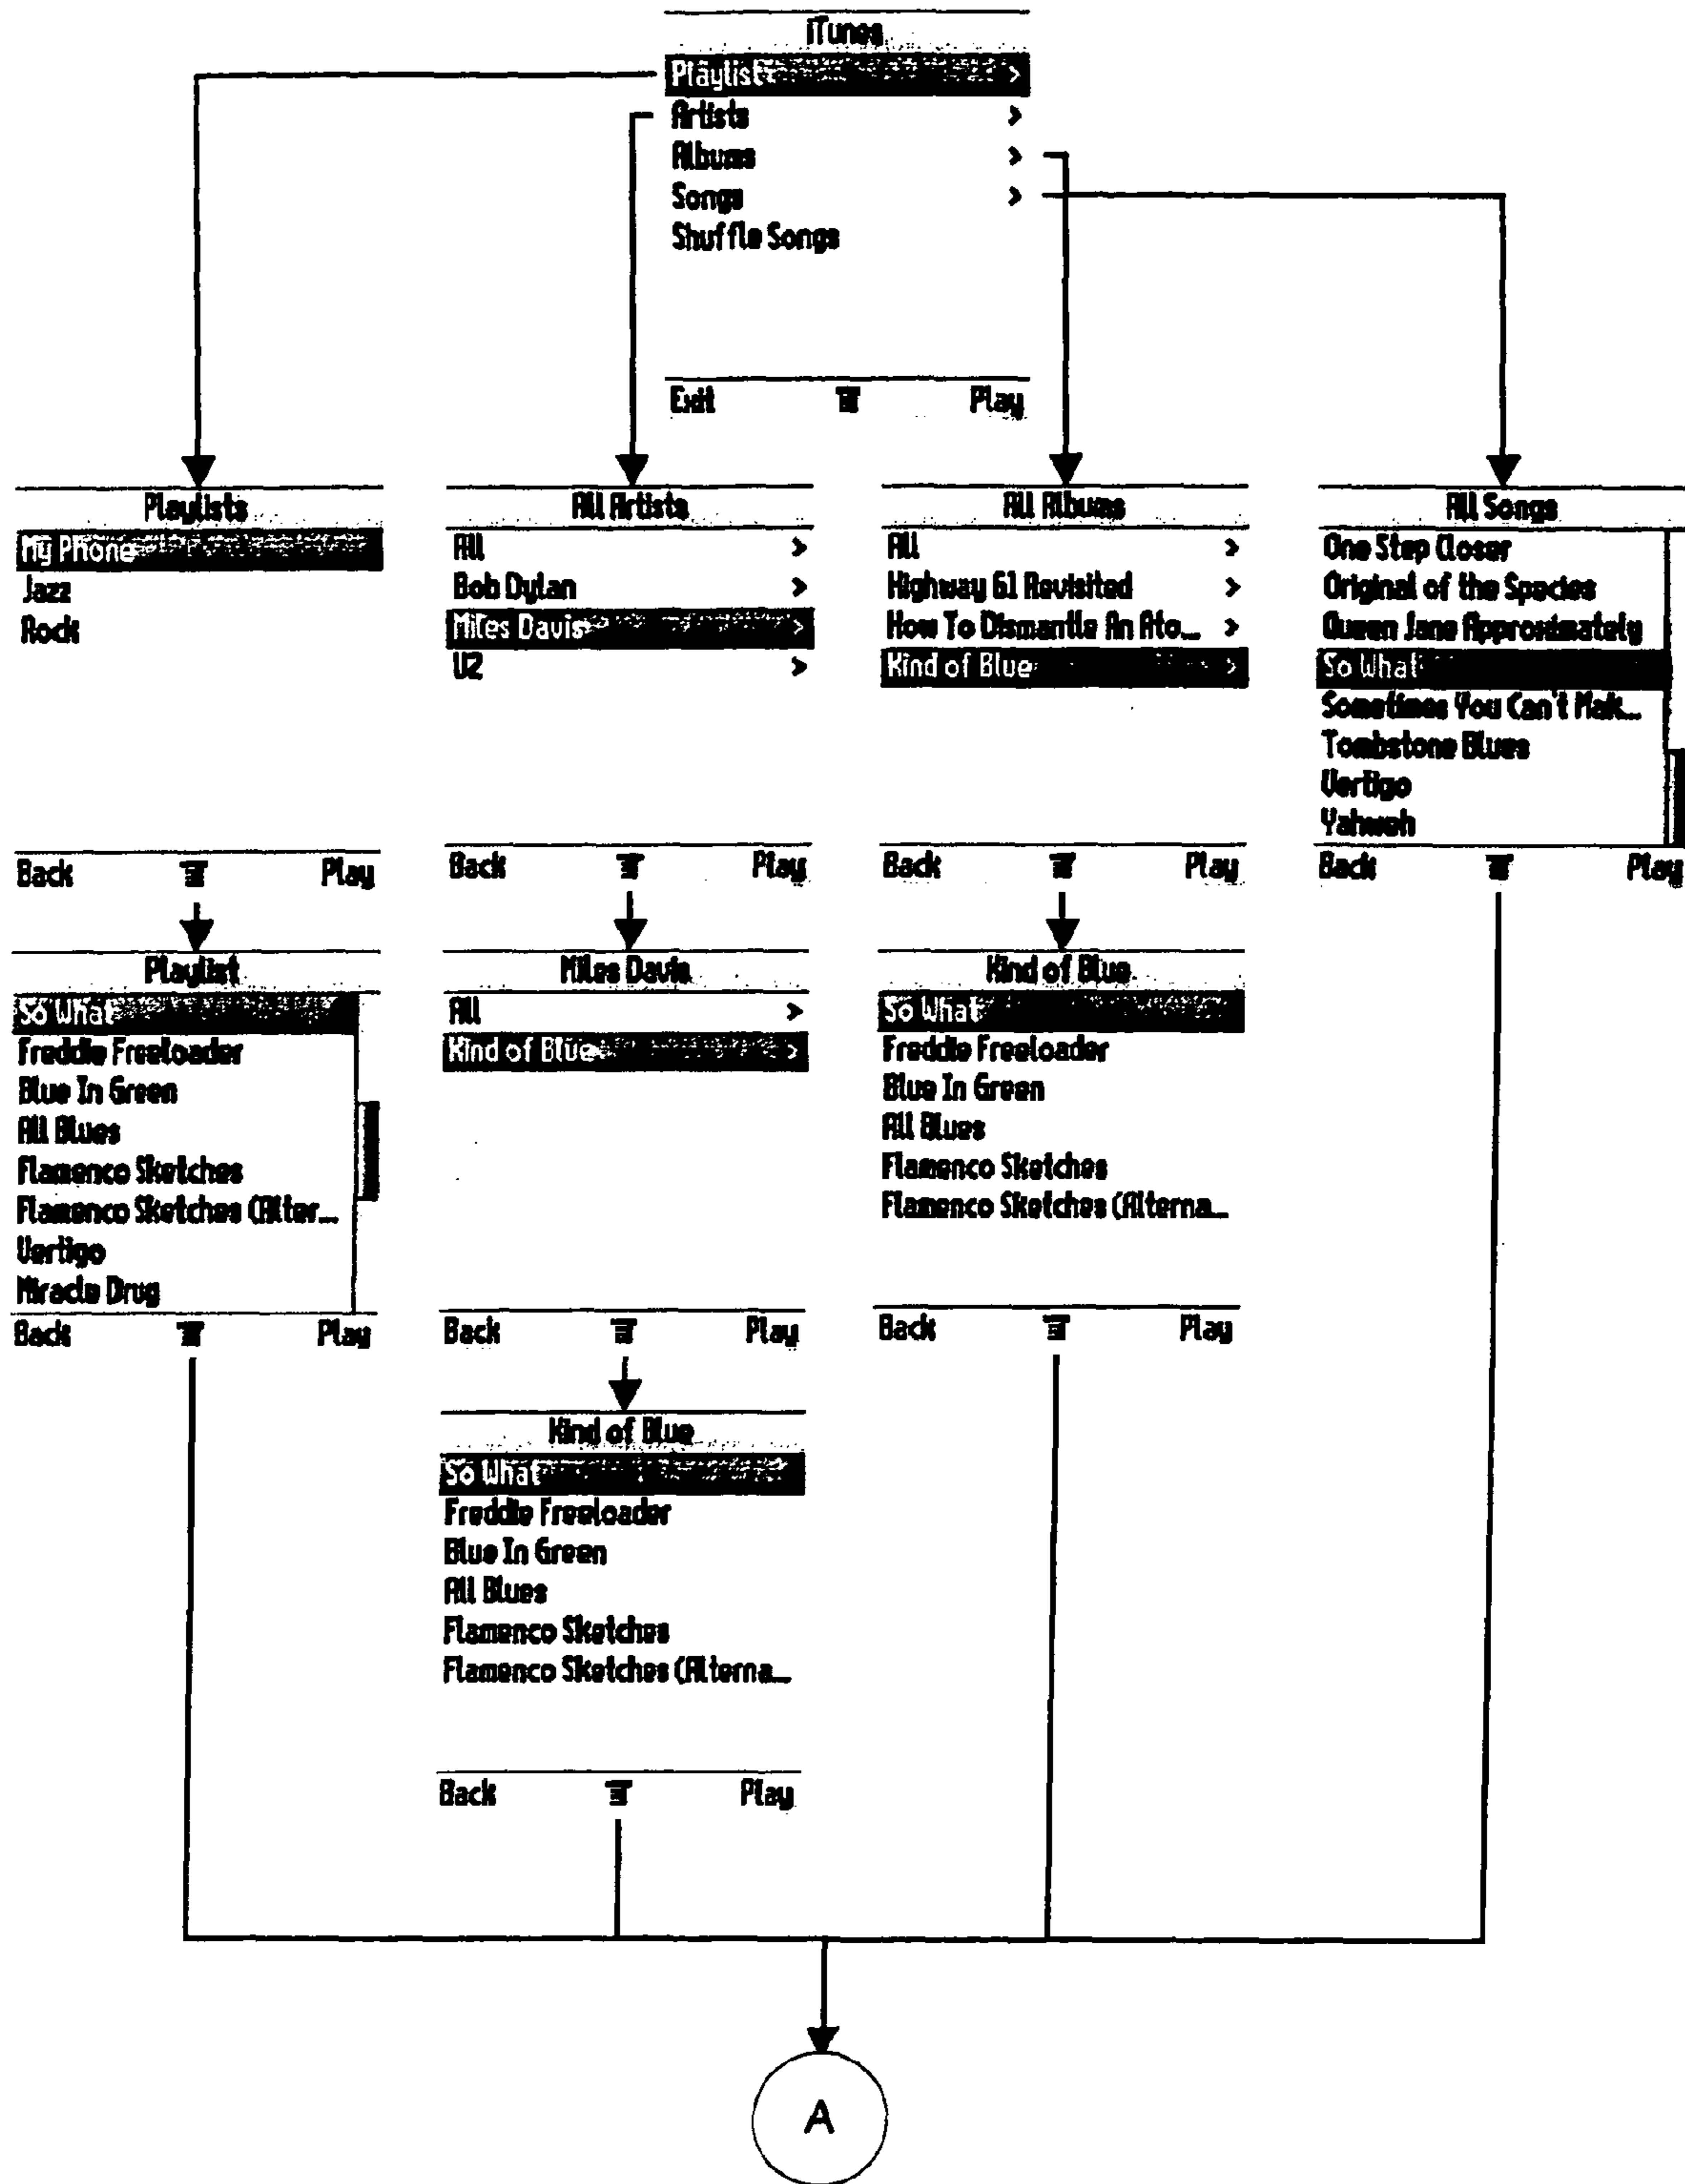 iTunes
Playlist >
Artists >
Albums >
Songs >
Shuffle Songs
Exit Play
Playlists
My Phone
Jazz
Rock
Back Play
All Artists
All >
Bob Dylan >
Miles Davis >
U2 >
Back Play
All Albums
All >
Highway 61 Revisited >
How To Dismantle An Ato... >
Kind of Blue >
Back Play
All Songs
One Step Closer
Original of the Species
Queen Jane Approximately
So What
Sometimes You Can't Mak...
Tombstone Blues
Vertigo
Yahweh
Back Play
Playlist
So What
Freddie Freeloader
Blue In Green
All Blues
Flamenco Sketches
Flamenco Sketches (Alter...
Vertigo
Miracle Drug
Back Play
Miles Davis
All >
Kind of Blue >
Back Play
Kind of Blue
So What
Freddie Freeloader
Blue In Green
All Blues
Flamenco Sketches
Flamenco Sketches (Alterna...
Back Play
Kind of Blue
So What
Freddie Freeloader
Blue In Green
All Blues
Flamenco Sketches
Flamenco Sketches (Alterna...
Back Play
A